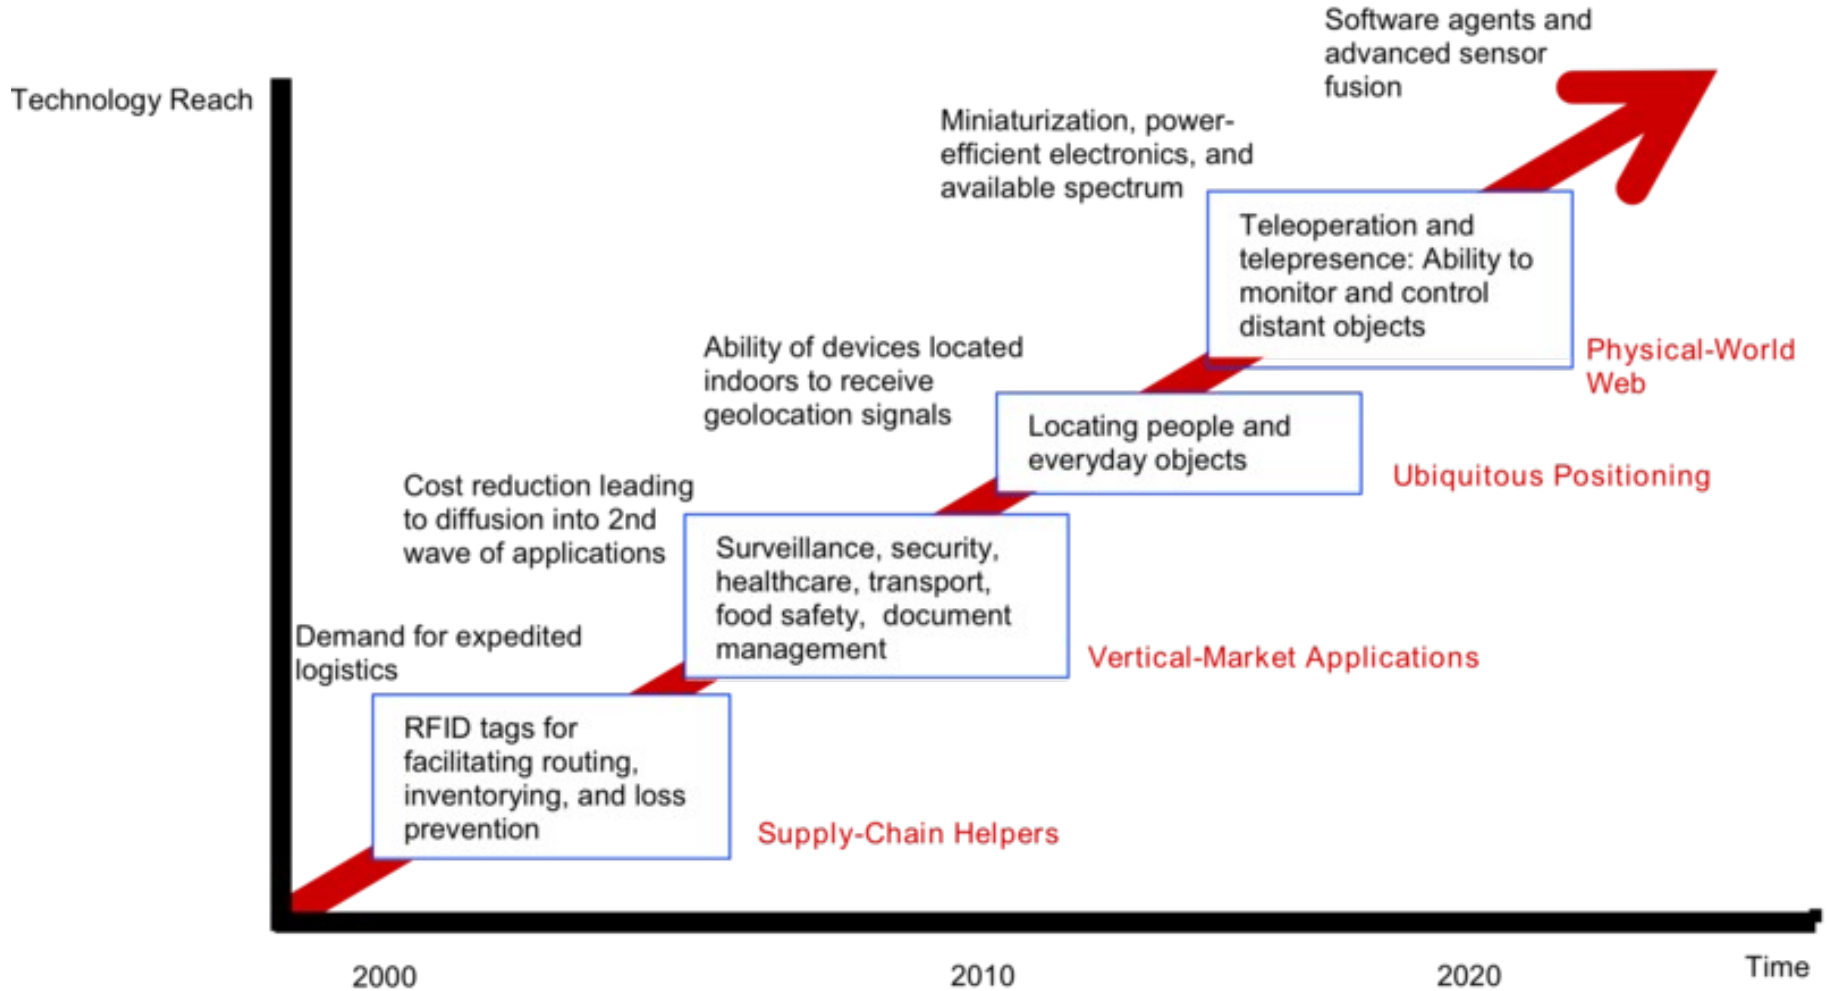 Software agents and
advanced sensor
fusion
Technology Reach
Miniaturization, power-
efficient electronics, and
available spectrum
Teleoperation and
telepresence: Ability to
monitor and control
distant objects
Physical-World
Web
Ability of devices located
indoors to receive
geolocation signals
Locating people and
everyday objects
Ubiquitous Positioning
Cost reduction leading
to diffusion into 2nd
wave of applications
Surveillance, security,
healthcare, transport,
food safety,  document
management
Vertical-Market Applications
Demand for expedited
logistics
RFID tags for
facilitating routing,
inventorying, and loss
prevention
Supply-Chain Helpers
2000
2010
2020
Time